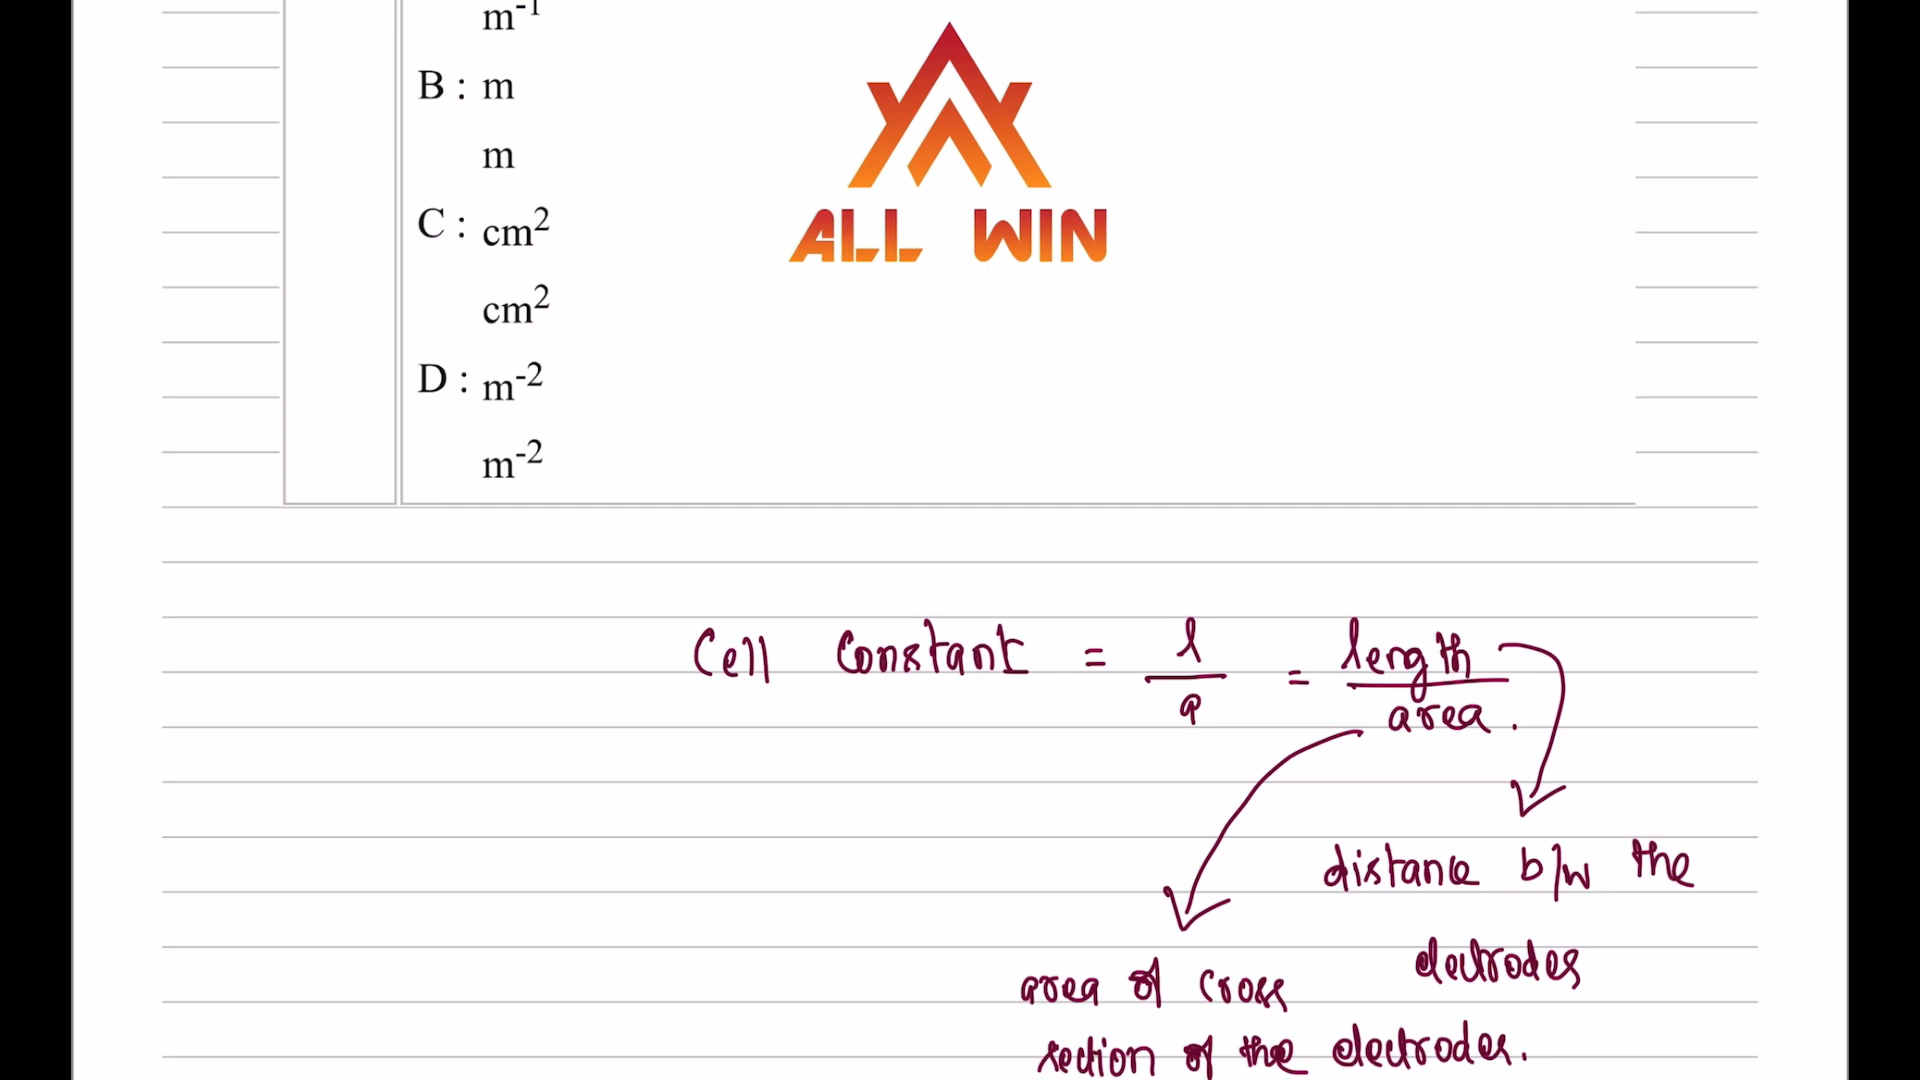 m-1
B : m
m
C : cm2
cm2
D : m-2
m-2
ALL WIN
Cell Constant = l/a = length/area.
distance b/w the
electrodes
area of cross
section of the electrodes.